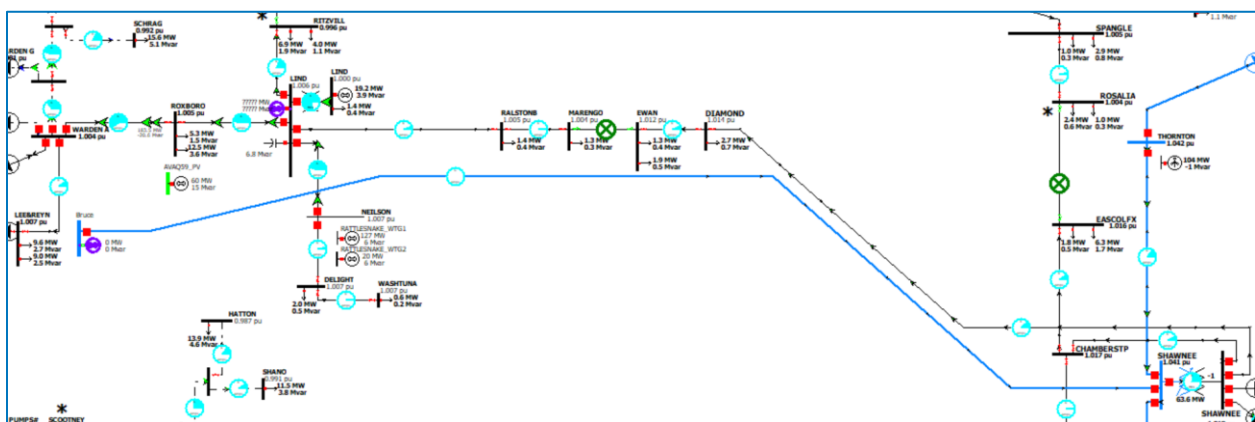 SCHRAG
0.992 pu
15.6 MW
5.1 Mvar
RITZVILL
0.996 pu
6.9 MW
1.9 Mvar
4.0 MW
1.1 Mvar
LIND
1.006 pu
LIND
1.000 pu
19.2 MW
3.9 Mvar
1.4 MW
0.4 Mvar
????? MW
????? Mvar
ROXBORO
1.005 pu
5.3 MW
1.5 Mvar
12.5 MW
3.6 Mvar
WARDEN A
1.004 pu
6.8 Mvar
AVAQ59_PV
60 MW
15 Mvar
RALSTONB
1.005 pu
1.4 MW
0.4 Mvar
MARENGO
1.004 pu
1.3 MW
0.3 Mvar
EWAN
1.012 pu
1.3 MW
0.4 Mvar
1.9 MW
0.5 Mvar
DIAMOND
1.014 pu
2.7 MW
0.7 Mvar
SPANGLE
1.005 pu
1.0 MW
0.3 Mvar
2.9 MW
0.8 Mvar
1.1 Mvar
ROSALIA
1.004 pu
2.4 MW
0.6 Mvar
1.0 MW
0.3 Mvar
THORNTON
1.042 pu
104 MW
-1 Mvar
LEE&REYN
1.007 pu
9.6 MW
2.7 Mvar
9.0 MW
2.5 Mvar
Bruce
0 MW
0 Mvar
NEILSON
1.007 pu
RATTLESNAKE_WTG1
127 MW
6 Mvar
RATTLESNAKE_WTG2
20 MW
6 Mvar
DELIGHT
1.007 pu
2.0 MW
0.5 Mvar
WASHTUNA
1.007 pu
0.6 MW
0.2 Mvar
EASCOLFX
1.016 pu
1.8 MW
0.5 Mvar
6.3 MW
1.7 Mvar
HATTON
0.987 pu
13.9 MW
4.6 Mvar
SHANO
0.991 pu
11.5 MW
3.8 Mvar
CHAMBERSTP
1.017 pu
SHAWNEE
1.041 pu
-1
63.6 MW
SHAWNEE
PUMPS#
SCOOTNEY